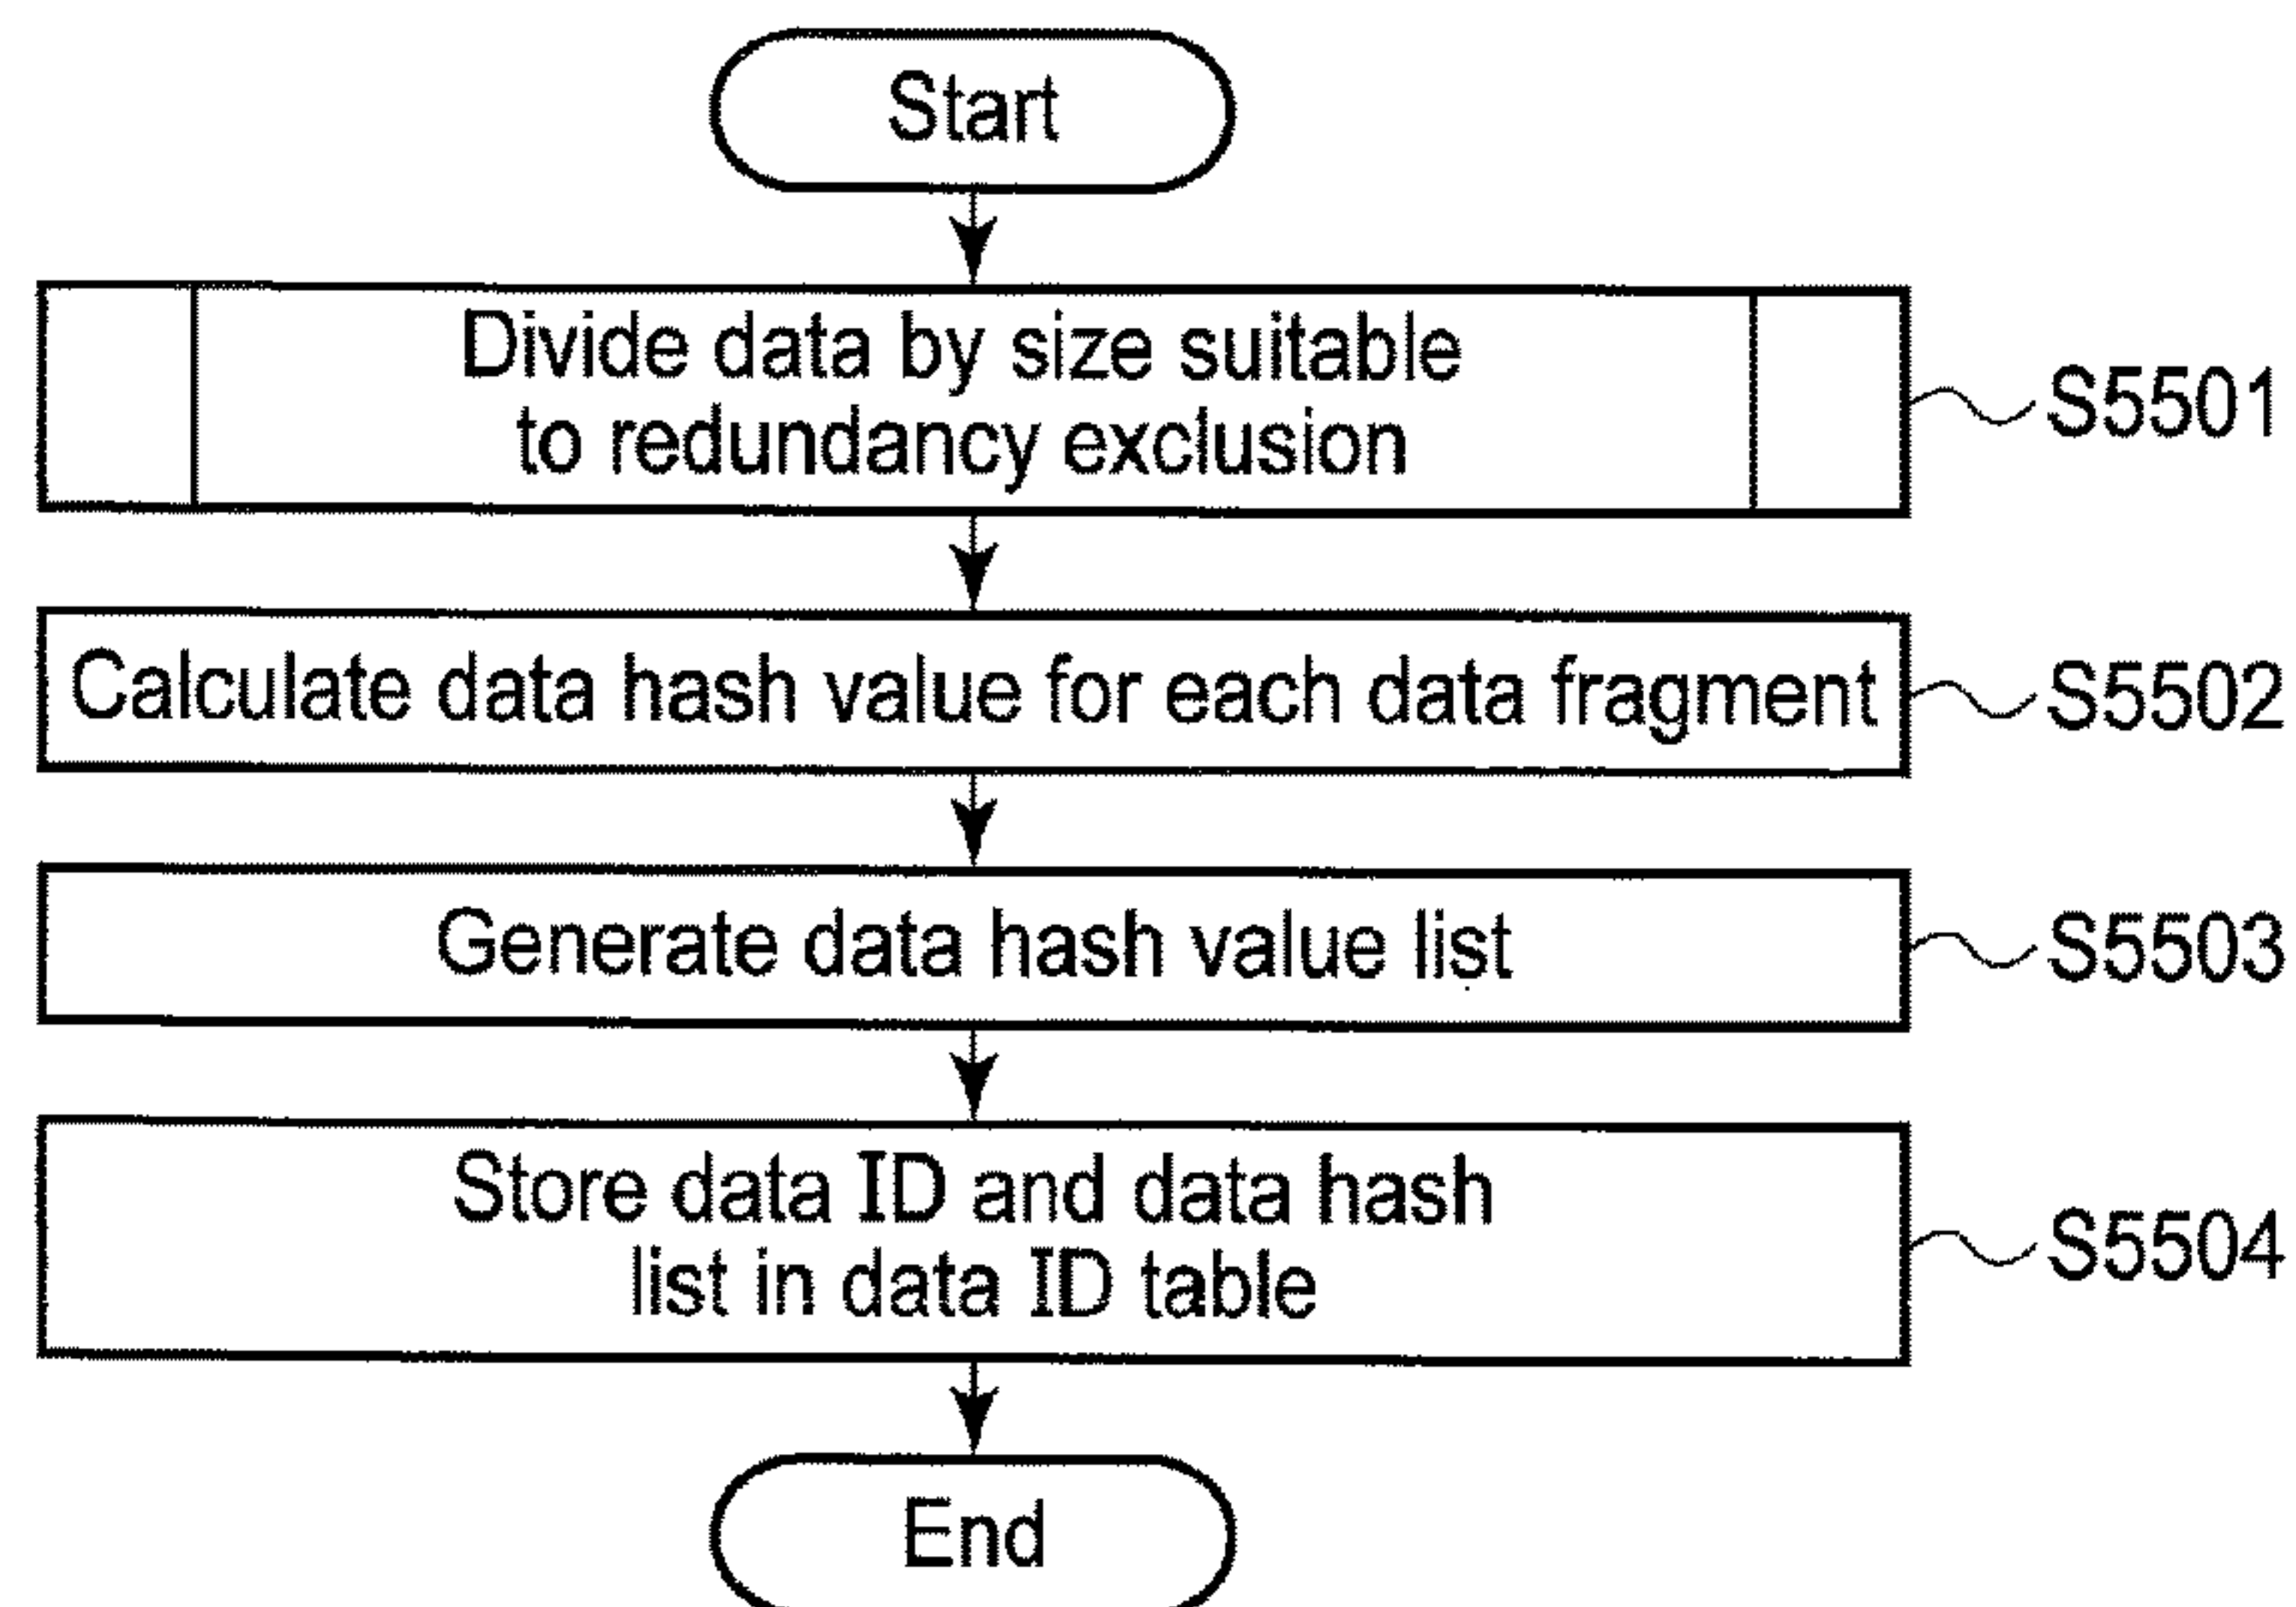 Start
Divide data by size suitable
to redundancy exclusion
S5501
Calculate data hash value for each data fragment
S5502
Generate data hash value list
S5503
Store data ID and data hash
list in data ID table
S5504
End